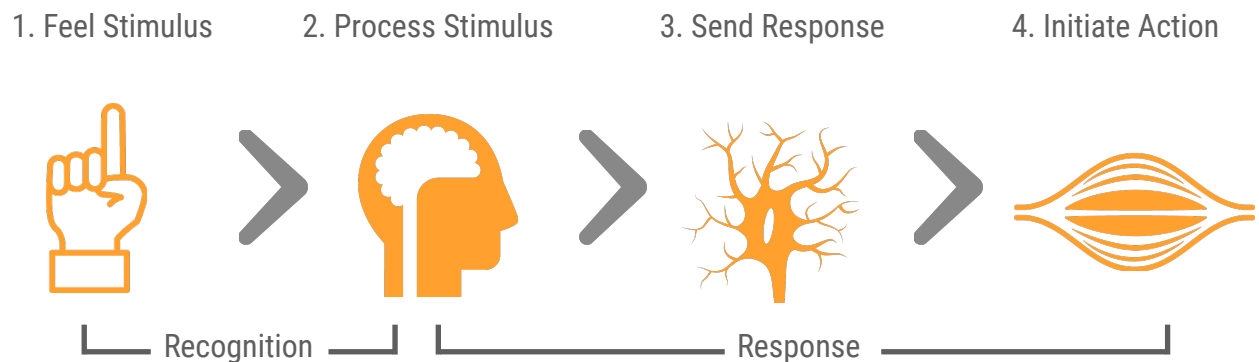 1. Feel Stimulus
2. Process Stimulus
3. Send Response
4. Initiate Action
Recognition
Response